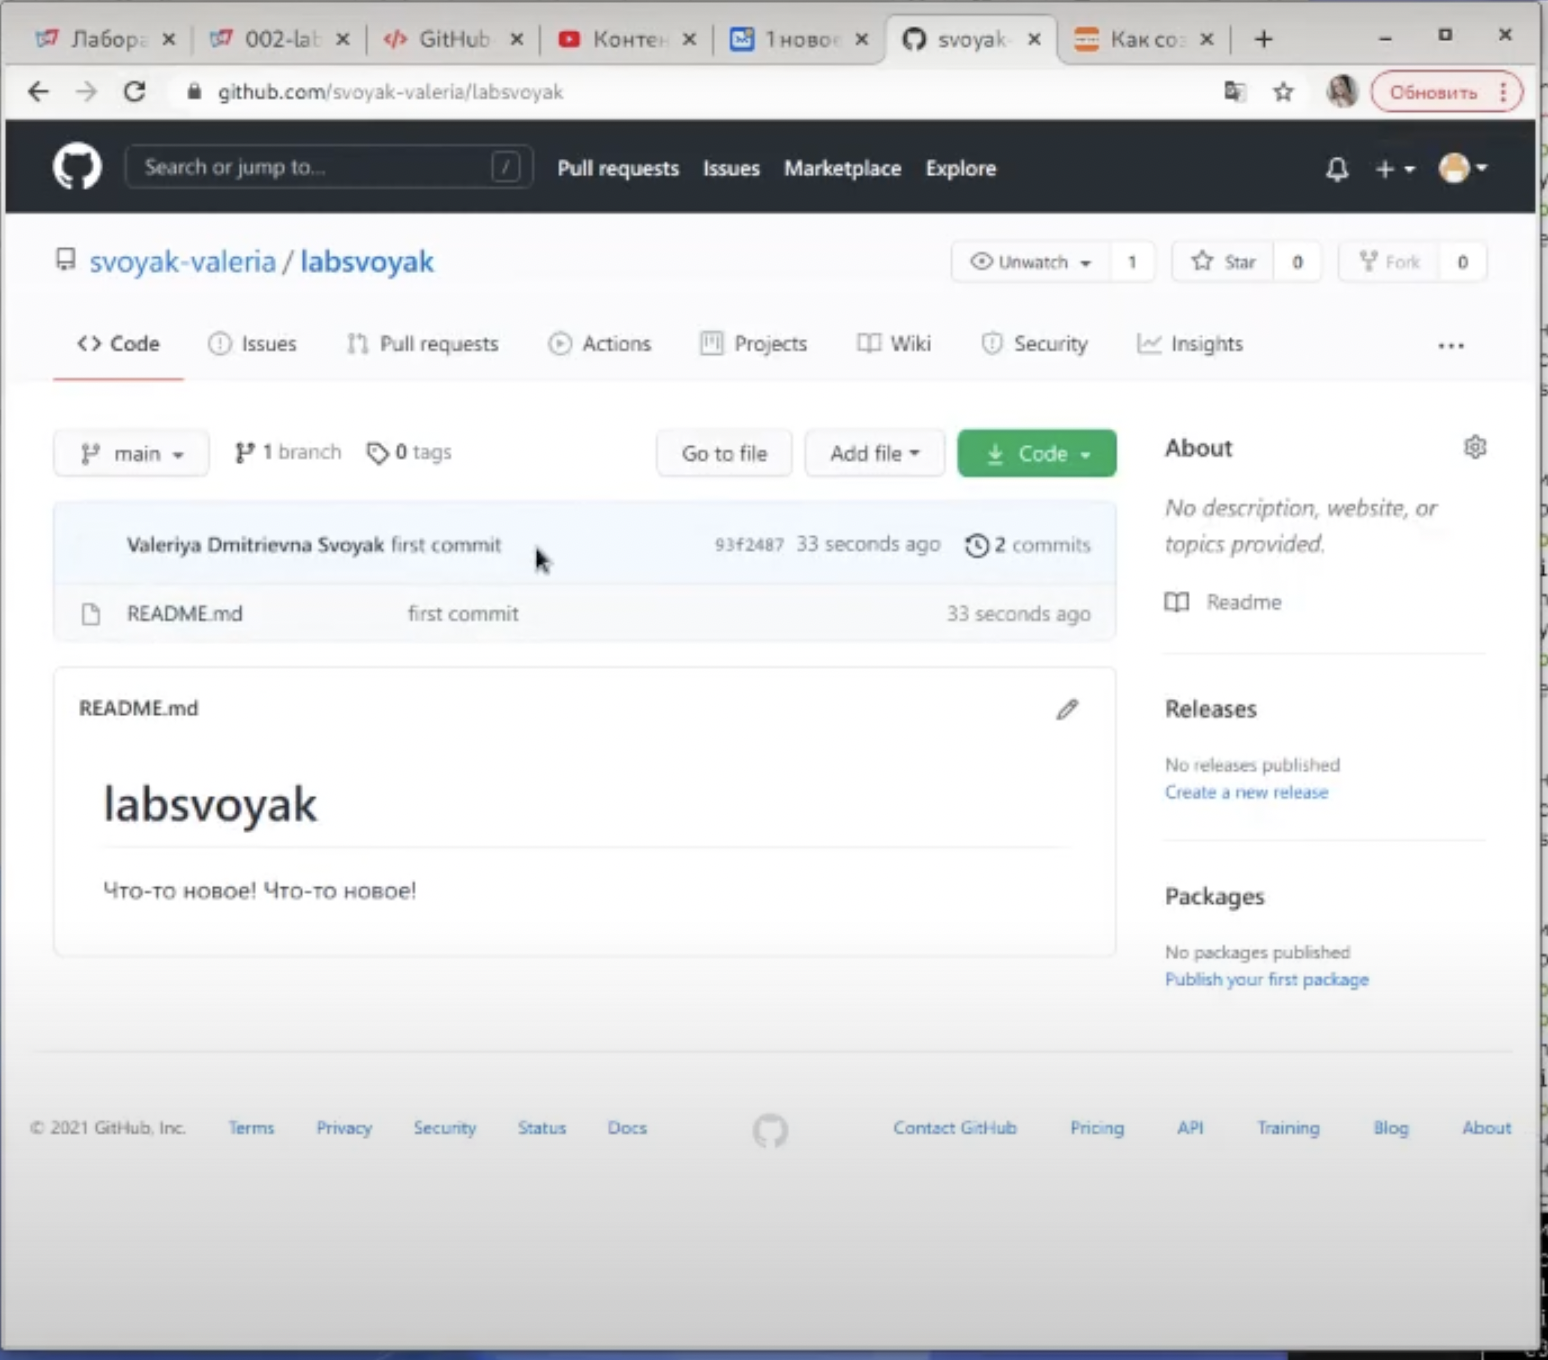 Лабора 002-lab GitHub Контен 1 новое svoyak- Как соз
github.com/svoyak-valeria/labsvoyak Обновить
Search or jump to... / Pull requests Issues Marketplace Explore
svoyak-valeria / labsvoyak Unwatch 1 Star 0 Fork 0
Code Issues Pull requests Actions Projects Wiki Security Insights
main 1 branch 0 tags Go to file Add file Code
Valeriya Dmitrievna Svoyak first commit 93f2487 33 seconds ago 2 commits
README.md first commit 33 seconds ago
README.md
labsvoyak
Что-то новое! Что-то новое!
About
No description, website, or
topics provided.
Readme
Releases
No releases published
Create a new release
Packages
No packages published
Publish your first package
© 2021 GitHub, Inc. Terms Privacy Security Status Docs Contact GitHub Pricing API Training Blog About